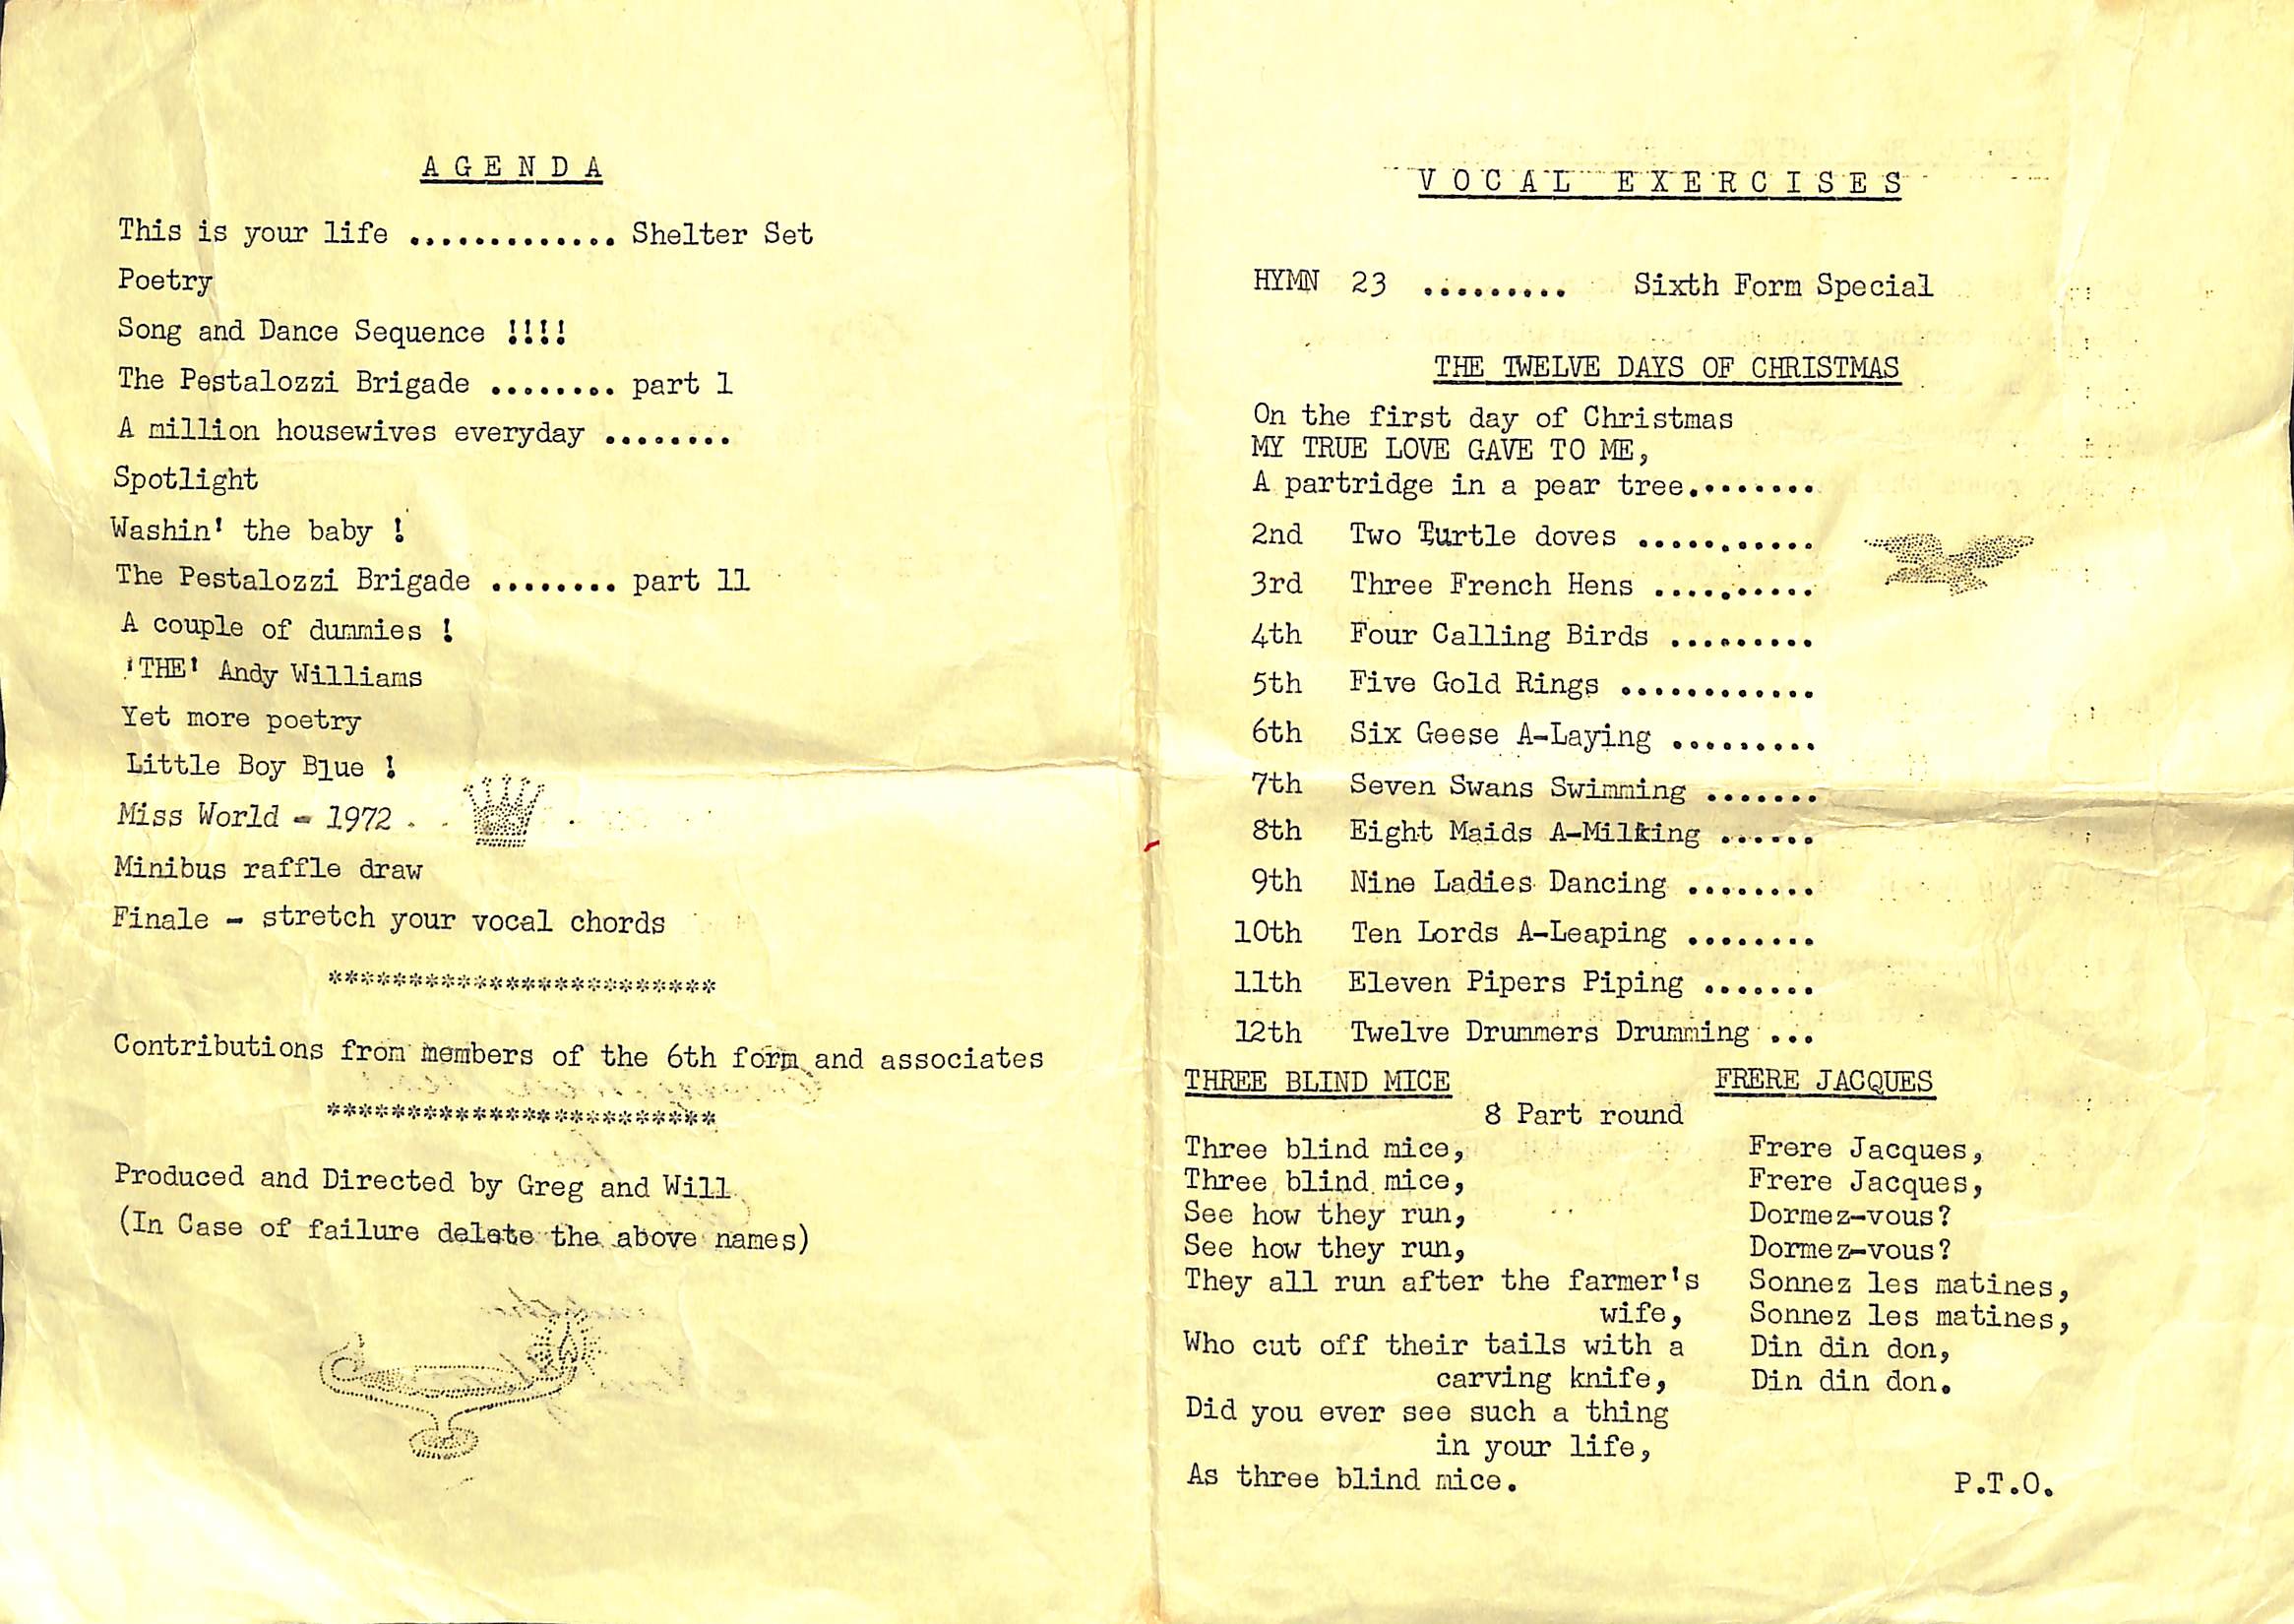 AGENDA
This is your life ............. Shelter Set
Poetry
Song and Dance Sequence !!!!
The Pestalozzi Brigade ........ part 1
A million housewives everyday ........
Spotlight
Washin' the baby !
The Pestalozzi Brigade ........ part 11
A couple of dummies !
'THE' Andy Williams
Yet more poetry
Little Boy Blue !
Miss World - 1972
Minibus raffle draw
Finale - stretch your vocal chords
************************
Contributions from members of the 6th form and associates
************************
Produced and Directed by Greg and Will
(In Case of failure delete the above names)
VOCAL EXERCISES
HYMN 23 ......... Sixth Form Special
THE TWELVE DAYS OF CHRISTMAS
On the first day of Christmas
MY TRUE LOVE GAVE TO ME,
A partridge in a pear tree........
2nd Two Turtle doves ...........
3rd Three French Hens ..........
4th Four Calling Birds .........
5th Five Gold Rings ............
6th Six Geese A-Laying .........
7th Seven Swans Swimming .......
8th Eight Maids A-Milking ......
9th Nine Ladies Dancing ........
10th Ten Lords A-Leaping ........
11th Eleven Pipers Piping .......
12th Twelve Drummers Drumming ...
THREE BLIND MICE FRERE JACQUES
8 Part round
Three blind mice,
Three blind mice,
See how they run,
See how they run,
They all run after the farmer's
wife,
Who cut off their tails with a
carving knife,
Did you ever see such a thing
in your life,
As three blind mice.
Frere Jacques,
Frere Jacques,
Dormez-vous?
Dormez-vous?
Sonnez les matines,
Sonnez les matines,
Din din don,
Din din don.
P.T.O.